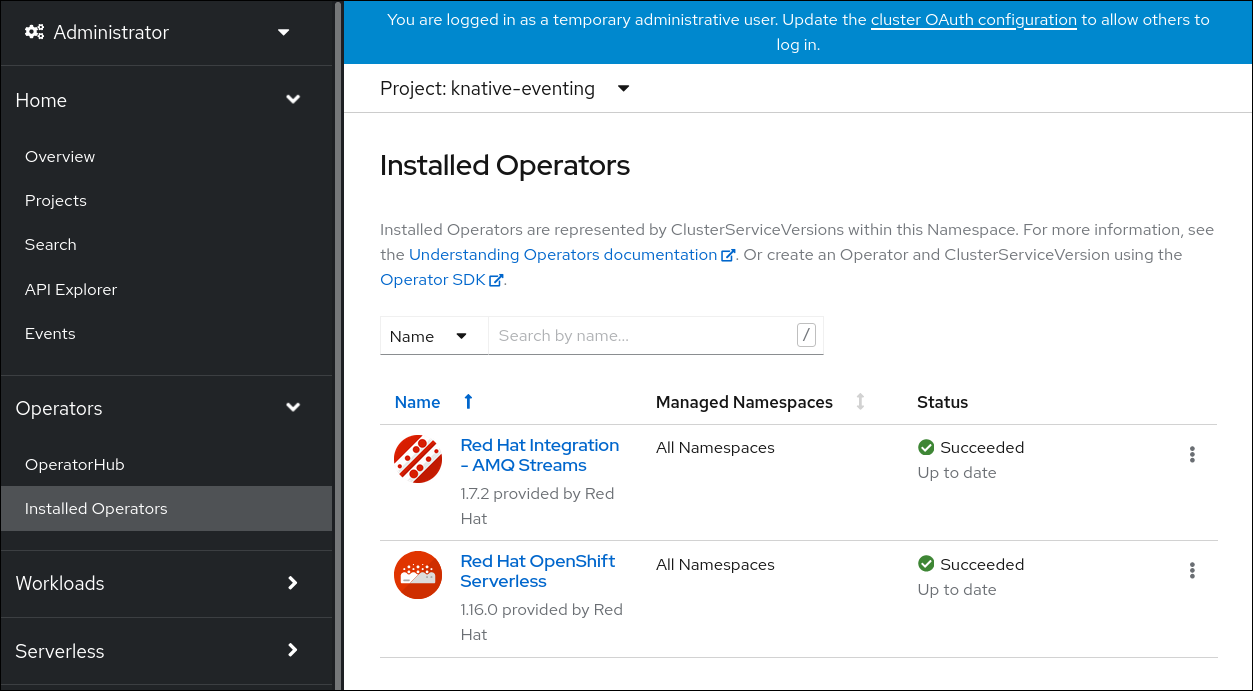 Administrator
Home
Overview
Projects
Search
API Explorer
Events
Operators
OperatorHub
Installed Operators
Workloads
Serverless
You are logged in as a temporary administrative user. Update the cluster OAuth configuration to allow others to
log in.
Project: knative-eventing
Installed Operators
Installed Operators are represented by ClusterServiceVersions within this Namespace. For more information, see
the Understanding Operators documentation. Or create an Operator and ClusterServiceVersion using the
Operator SDK.
Name Search by name... /
Name Managed Namespaces Status
Red Hat Integration All Namespaces Succeeded
- AMQ Streams Up to date
1.7.2 provided by Red
Hat
Red Hat OpenShift All Namespaces Succeeded
Serverless Up to date
1.16.0 provided by Red
Hat